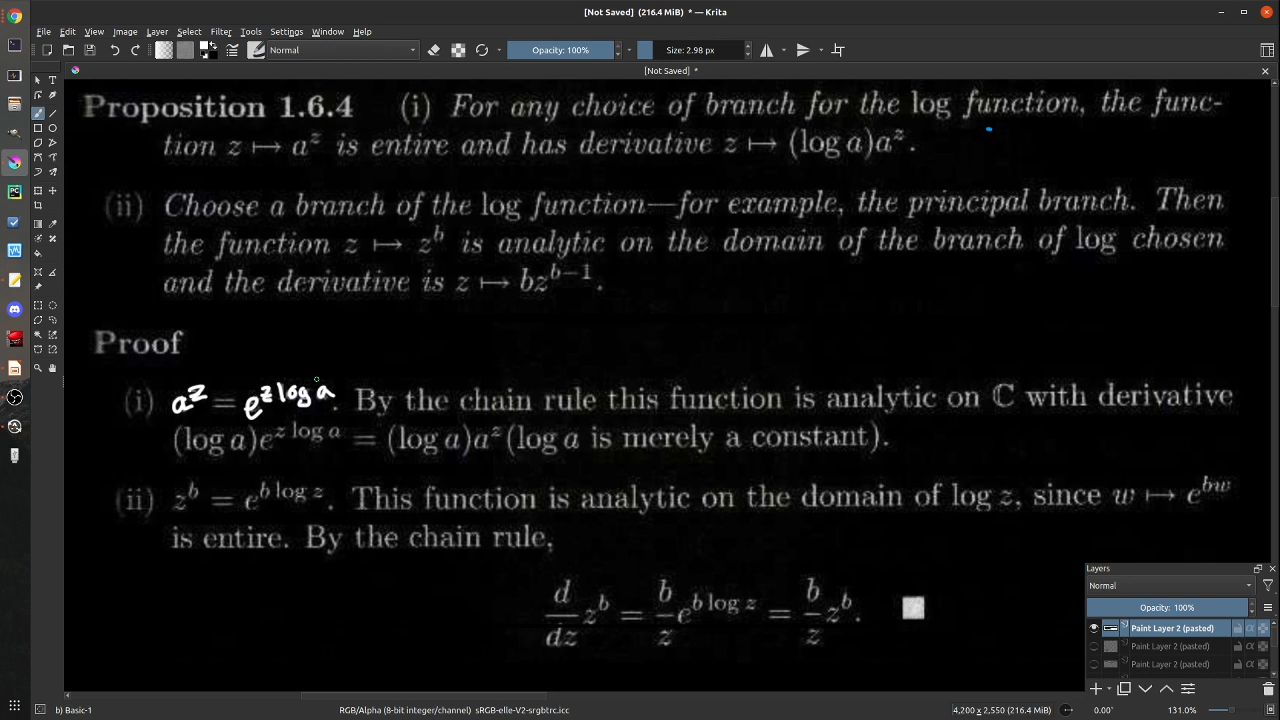 [Not Saved] (216.4 MiB) * — Krita
File Edit View Image Layer Select Filter Tools Settings Window Help
Normal
Opacity: 100%
Size: 2.98 px
[Not Saved] *
Proposition 1.6.4 (i) For any choice of branch for the log function, the func-
tion z ↦ a^z is entire and has derivative z ↦ (log a)a^z.
(ii) Choose a branch of the log function—for example, the principal branch. Then
the function z ↦ z^b is analytic on the domain of the branch of log chosen
and the derivative is z ↦ bz^{b−1}.
Proof
(i) a^z = e^{z log a}. By the chain rule this function is analytic on ℂ with derivative
(log a)e^{z log a} = (log a)a^z (log a is merely a constant).
(ii) z^b = e^{b log z}. This function is analytic on the domain of log z, since w ↦ e^{bw}
is entire. By the chain rule,
d/dz z^b = b/z e^{b log z} = b/z z^b.
Layers
Normal
Opacity: 100%
Paint Layer 2 (pasted)
Paint Layer 2 (pasted)
Paint Layer 2 (pasted)
b) Basic-1
RGB/Alpha (8-bit integer/channel) sRGB-elle-V2-srgbtrc.icc
4,200 x 2,550 (216.4 MiB)
0.00°
131.0%